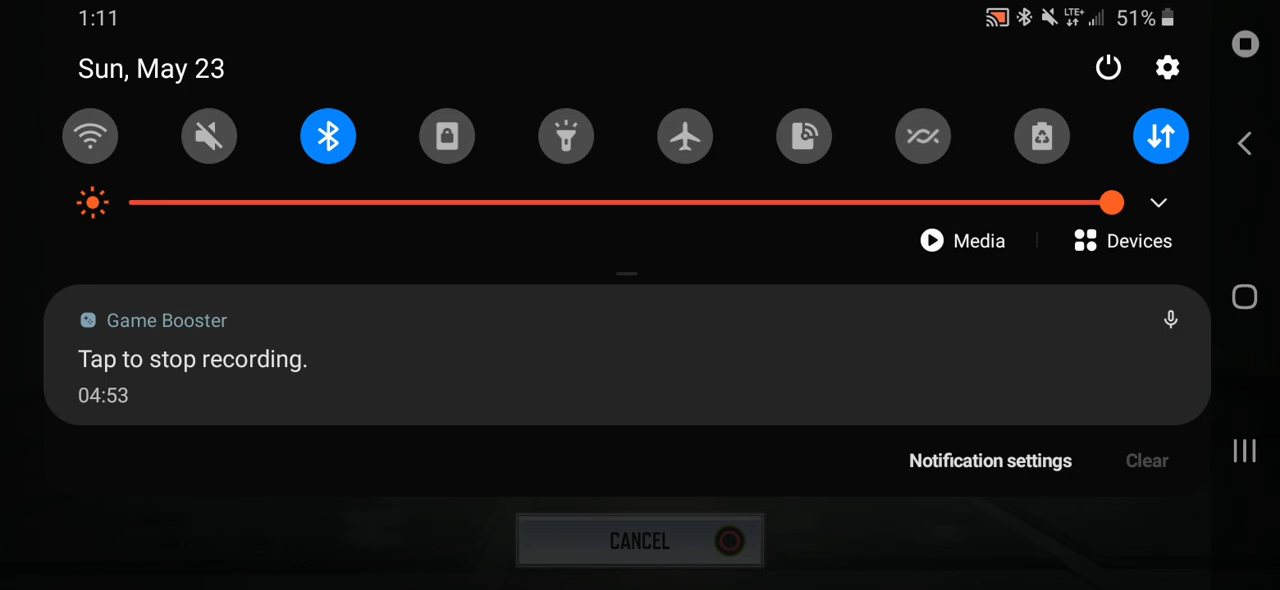 1:11
LTE+
51%
Sun, May 23
Media
Devices
Game Booster
Tap to stop recording.
04:53
Notification settings
Clear
CANCEL